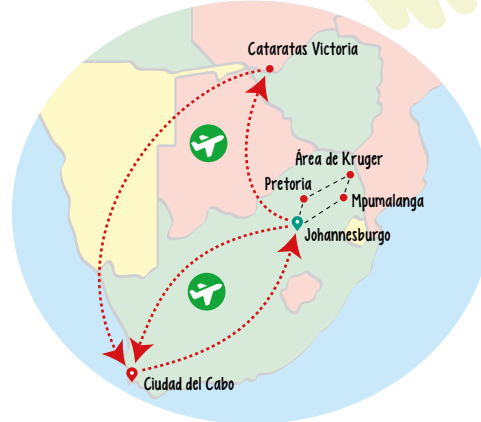 Cataratas Victoria
Área de Kruger
Pretoria
Mpumalanga
Johannesburgo
Ciudad del Cabo